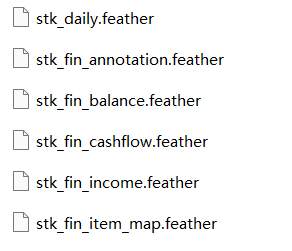 stk_daily.feather
stk_fin_annotation.feather
stk_fin_balance.feather
stk_fin_cashflow.feather
stk_fin_income.feather
stk_fin_item_map.feather